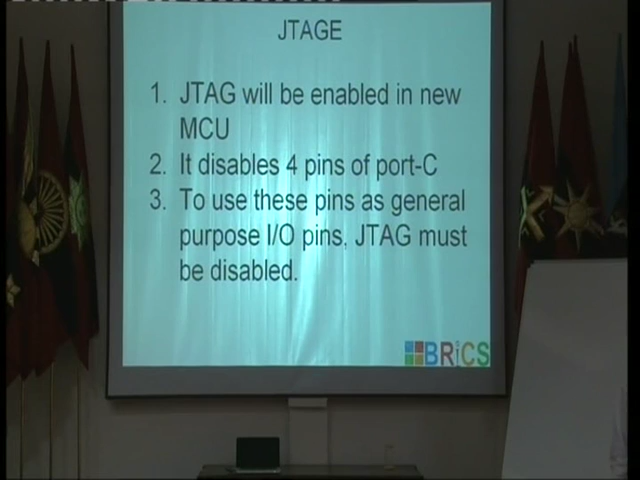 JTAGE
1. JTAG will be enabled in new
MCU
2. It disables 4 pins of port-C
3. To use these pins as general
purpose I/O pins, JTAG must
be disabled.
BRiCS